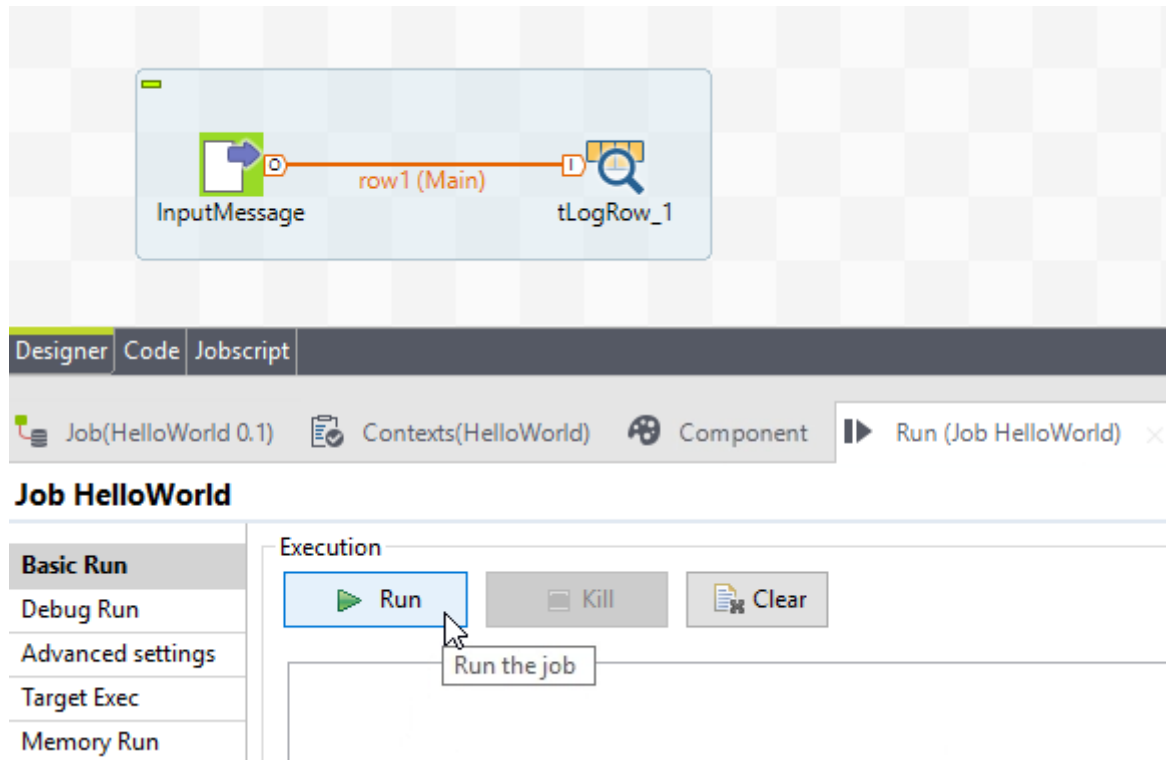 O
I
row1 (Main)
InputMessage
tLogRow_1
Designer Code Jobscript
Job(HelloWorld 0.1) Contexts(HelloWorld) Component Run (Job HelloWorld)
Job HelloWorld
Basic Run
Debug Run
Advanced settings
Target Exec
Memory Run
Execution
Run Kill Clear
Run the job